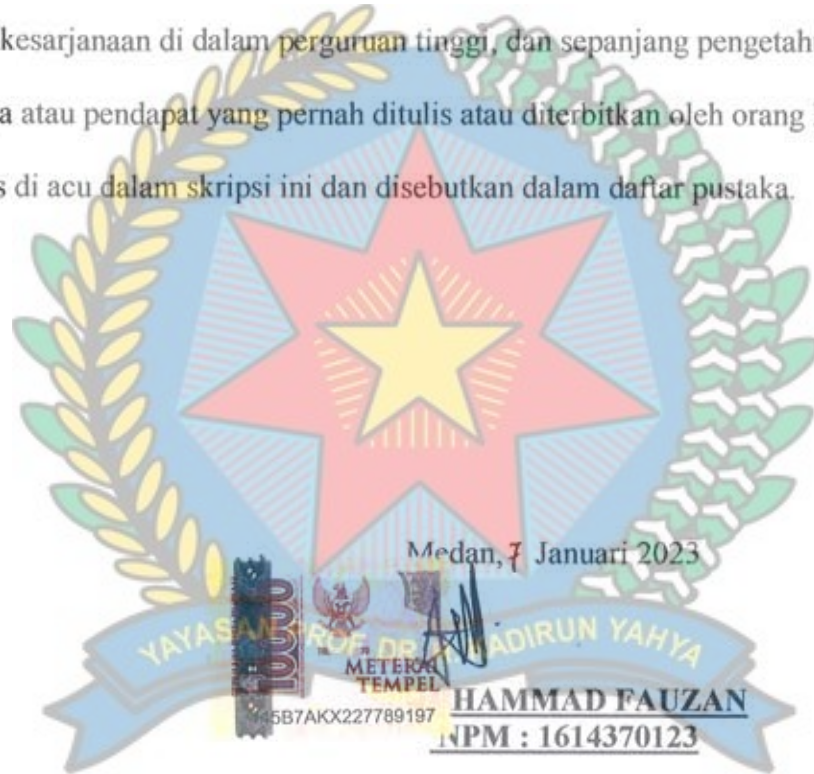 kesarjanaan di dalam perguruan tinggi, dan sepanjang pengetah
a atau pendapat yang pernah ditulis atau diterbitkan oleh orang
s di acu dalam skripsi ini dan disebutkan dalam daftar pustaka.
Medan, 7 Januari 2023
YAYASAN PROF. DR. ADIRUN YAHYA
10000
METERAI
TEMPEL
45B7AKX227789197
HAMMAD FAUZAN
NPM : 1614370123